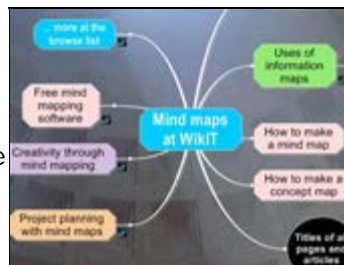 ... more at the
browse list
Free mind
mapping
software
e
Creativity through
mind mapping
Project planning
with mind maps
Mind maps
at WikIT
Uses of
information
maps
How to make
a mind map
How to make a
concept map
Titles of al
pages and
articles